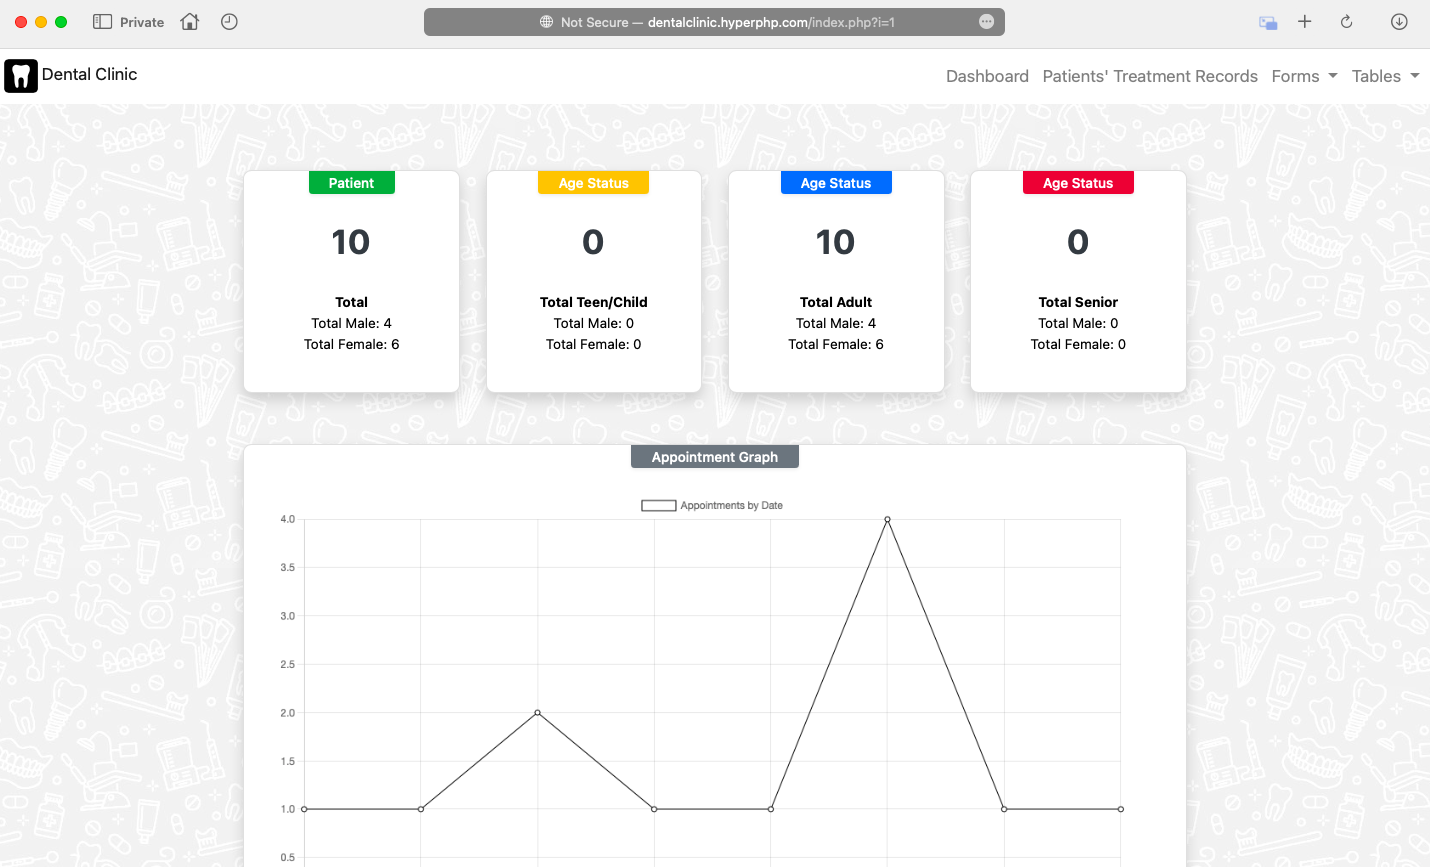 Private
Not Secure — dentalclinic.hyperphp.com/index.php?i=1
Dental Clinic
Dashboard Patients' Treatment Records Forms Tables
Patient
10
Total
Total Male: 4
Total Female: 6
Age Status
0
Total Teen/Child
Total Male: 0
Total Female: 0
Age Status
10
Total Adult
Total Male: 4
Total Female: 6
Age Status
0
Total Senior
Total Male: 0
Total Female: 0
Appointment Graph
Appointments by Date
4.0
3.5
3.0
2.5
2.0
1.5
1.0
0.5